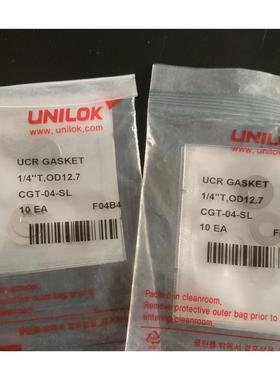 UNILOK
www.unilok.com
UCR GASKET
1/4"T,OD12.7
CGT-04-SL
10 EA F04B4
UNILO
www.unilok.
UCR GASKET
1/4"T,OD12.7
CGT-04-SL
10 EA
Packed in cleanroom.
Remove protective outer bag prior to
cleanroom.